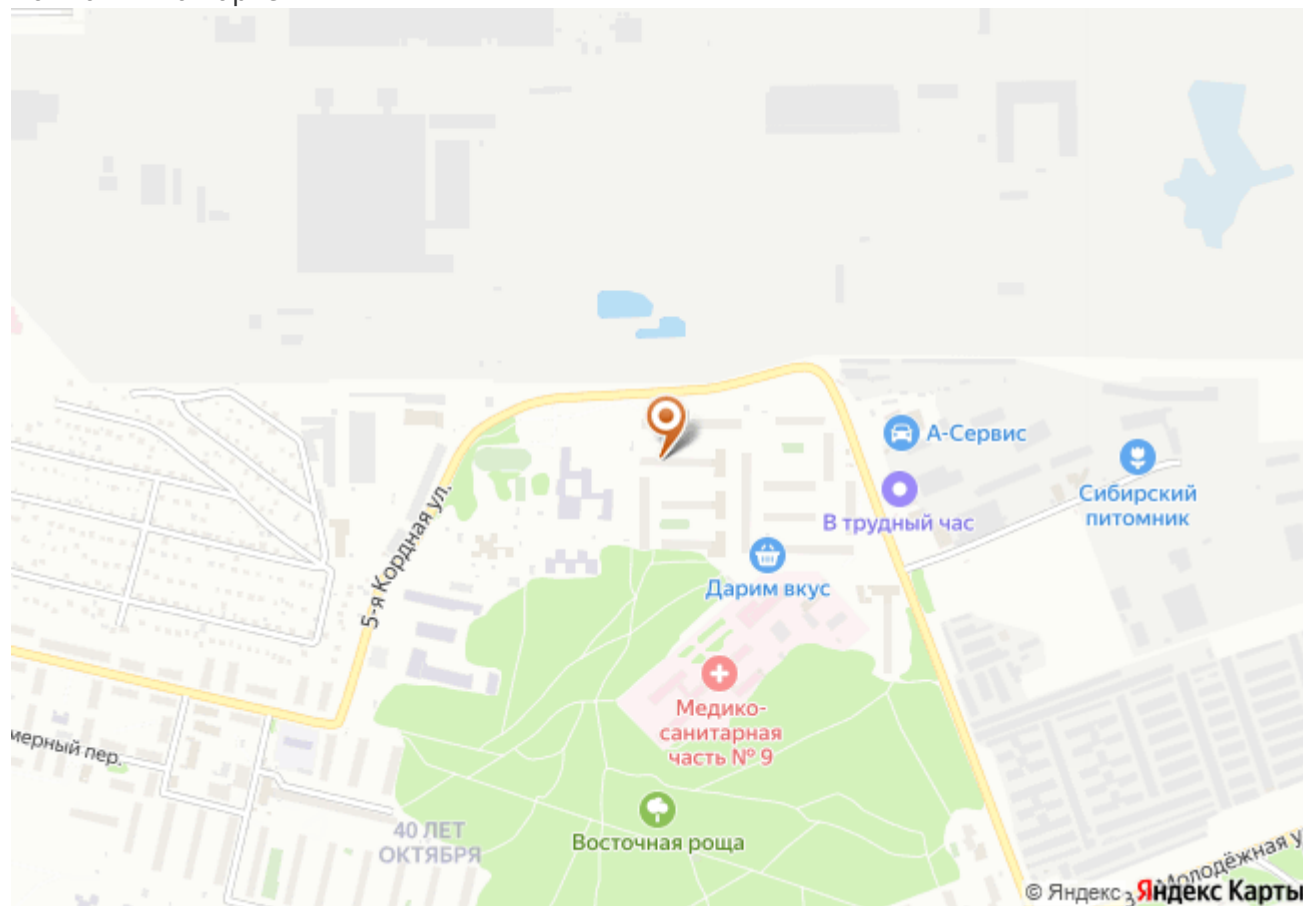 А-Сервис
Сибирский
питомник
В трудный час
5-я Кордная ул.
Дарим вкус
Медико-
санитарная
часть № 9
мерный пер.
40 ЛЕТ
ОКТЯБРЯ
Восточная роща
Молодёжная у
© Яндекс Яндекс Карты